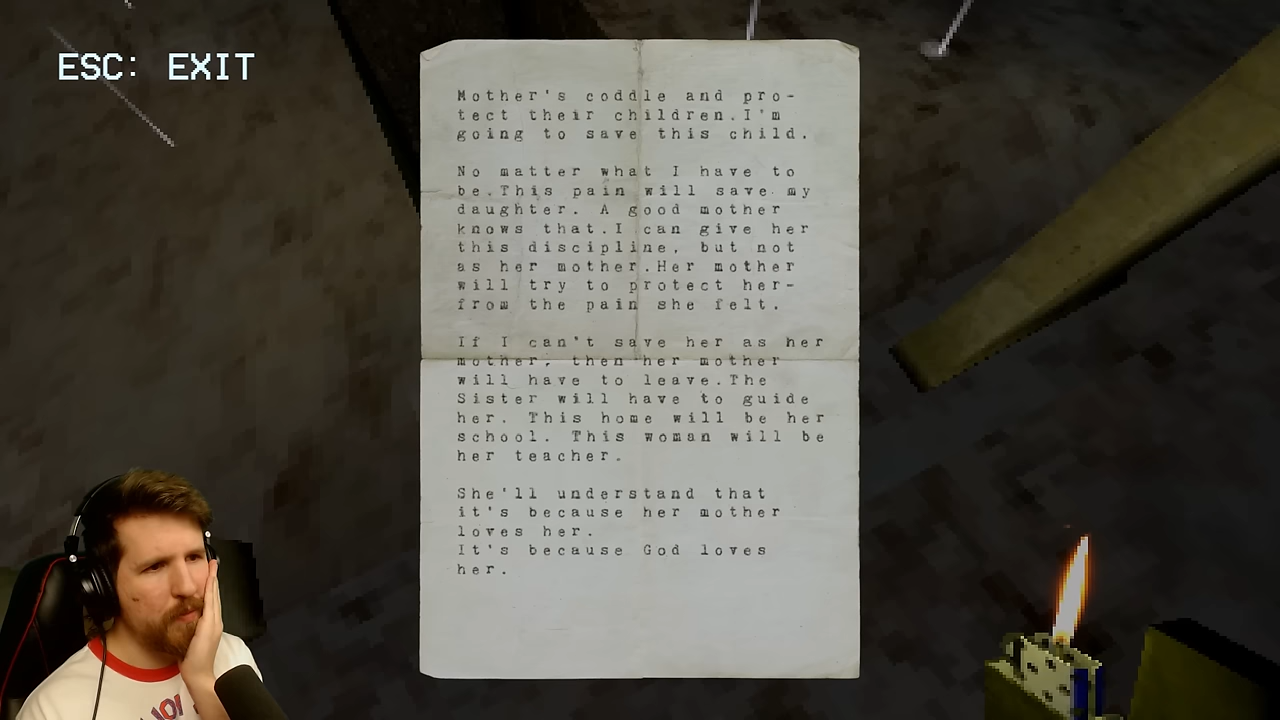 ESC: EXIT
Mother's coddle and pro-
tect their children.I'm
going to save this child.
No matter what I have to
be.This pain will save my
daughter. A good mother
knows that.I can give her
this discipline, but not
as her mother.Her mother
will try to protect her-
from the pain she felt.
If I can't save her as her
mother, then her mother
will have to leave.The
Sister will have to guide
her. This home will be her
school. This woman will be
her teacher.
She'll understand that
it's because her mother
loves her.
It's because God loves
her.